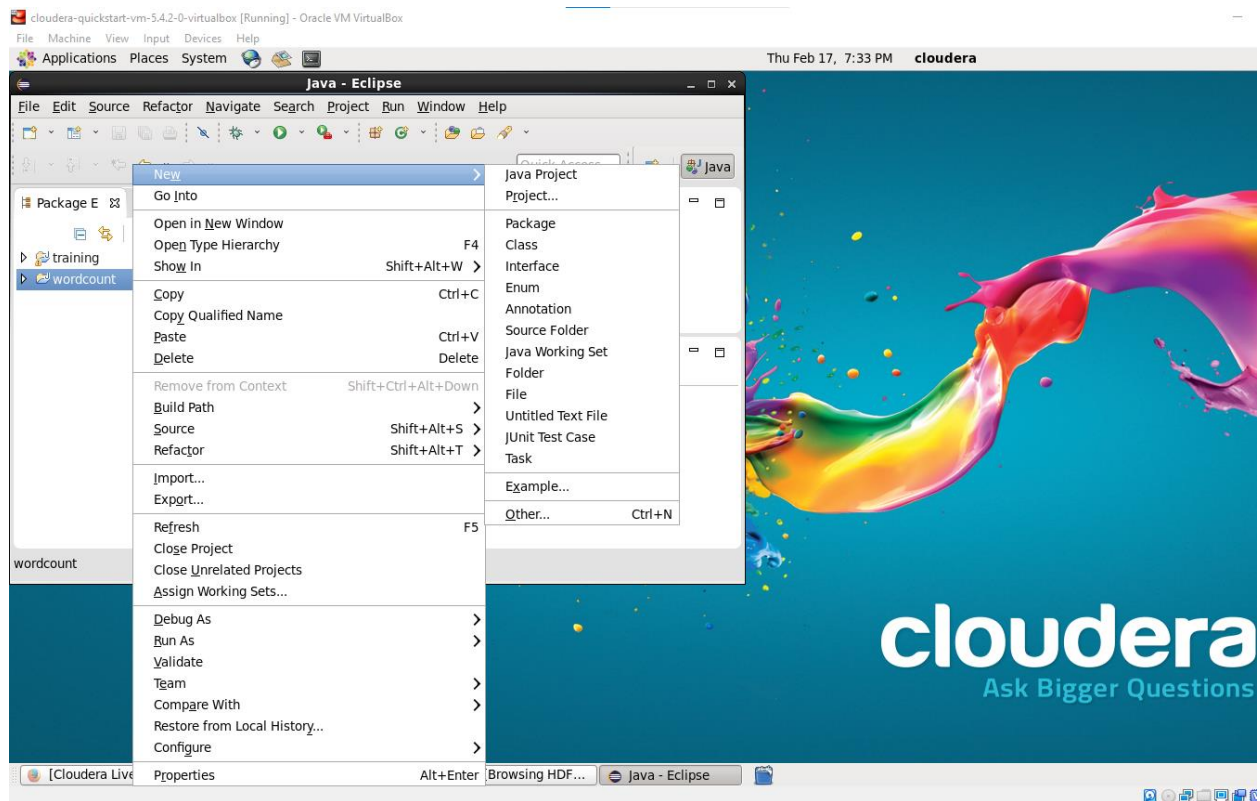 cloudera-quickstart-vm-5.4.2-0-virtualbox [Running] - Oracle VM VirtualBox
File Machine View Input Devices Help
Applications Places System Thu Feb 17, 7:33 PM cloudera
Java - Eclipse
File Edit Source Refactor Navigate Search Project Run Window Help
Quick Access
Java
Package E
training
wordcount
New
Go Into
Open in New Window
Open Type Hierarchy F4
Show In Shift+Alt+W
Copy Ctrl+C
Copy Qualified Name
Paste Ctrl+V
Delete Delete
Remove from Context Shift+Ctrl+Alt+Down
Build Path
Source Shift+Alt+S
Refactor Shift+Alt+T
Import...
Export...
Refresh F5
Close Project
Close Unrelated Projects
Assign Working Sets...
Debug As
Run As
Validate
Team
Compare With
Restore from Local History...
Configure
Properties Alt+Enter
Java Project
Project...
Package
Class
Interface
Enum
Annotation
Source Folder
Java Working Set
Folder
File
Untitled Text File
JUnit Test Case
Task
Example...
Other... Ctrl+N
wordcount
cloudera
Ask Bigger Questions
[Cloudera Live Browsing HDF... Java - Eclipse